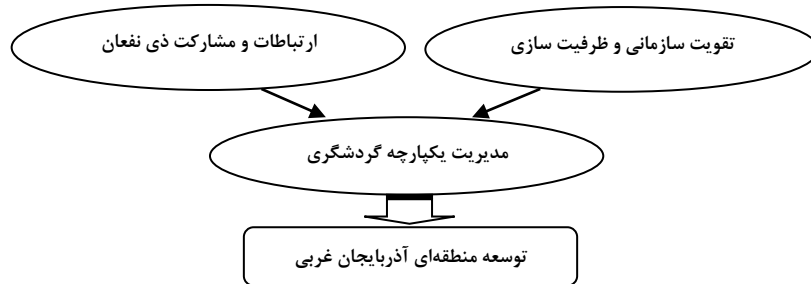 تقویت سازمانی و ظرفیت سازی
ارتباطات و مشارکت ذی نفعان
مدیریت یکپارچه گردشگری
توسعه منطقه‌ای آذربایجان غربی